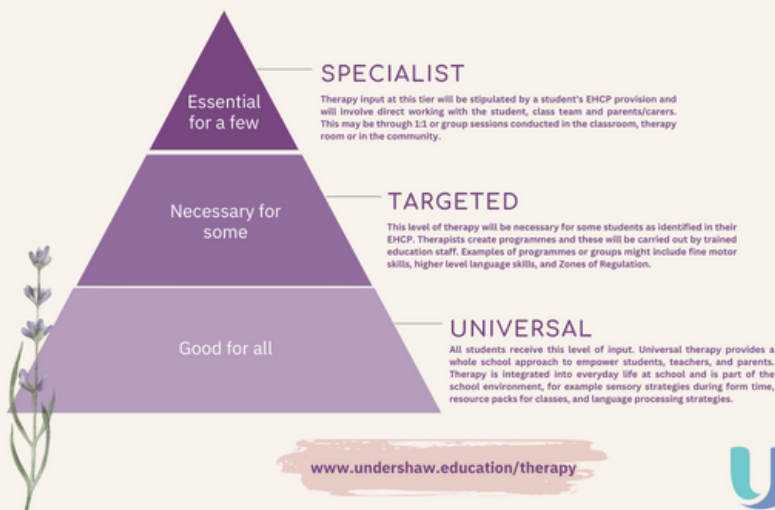 SPECIALIST
Essential
for a few
Therapy input at this tier will be stipulated by a student's EHCP provision and
will involve direct working with the student, class team and parents/carers.
This may be through 1:1 or group sessions conducted in the classroom, therapy
room or in the community.
TARGETED
Necessary for
some
This level of therapy will be necessary for some students as identified in their
EHCP. Therapists create programmes and these will be carried out by trained
education staff. Examples of programmes or groups might include fine motor
skills, higher level language skills, and Zones of Regulation.
UNIVERSAL
Good for all
All students receive this level of input. Universal therapy provides a
whole school approach to empower students, teachers, and parents.
Therapy is integrated into everyday life at school and is part of the
school environment, for example sensory strategies during form time,
resource packs for classes, and language processing strategies.
www.undershaw.education/therapy